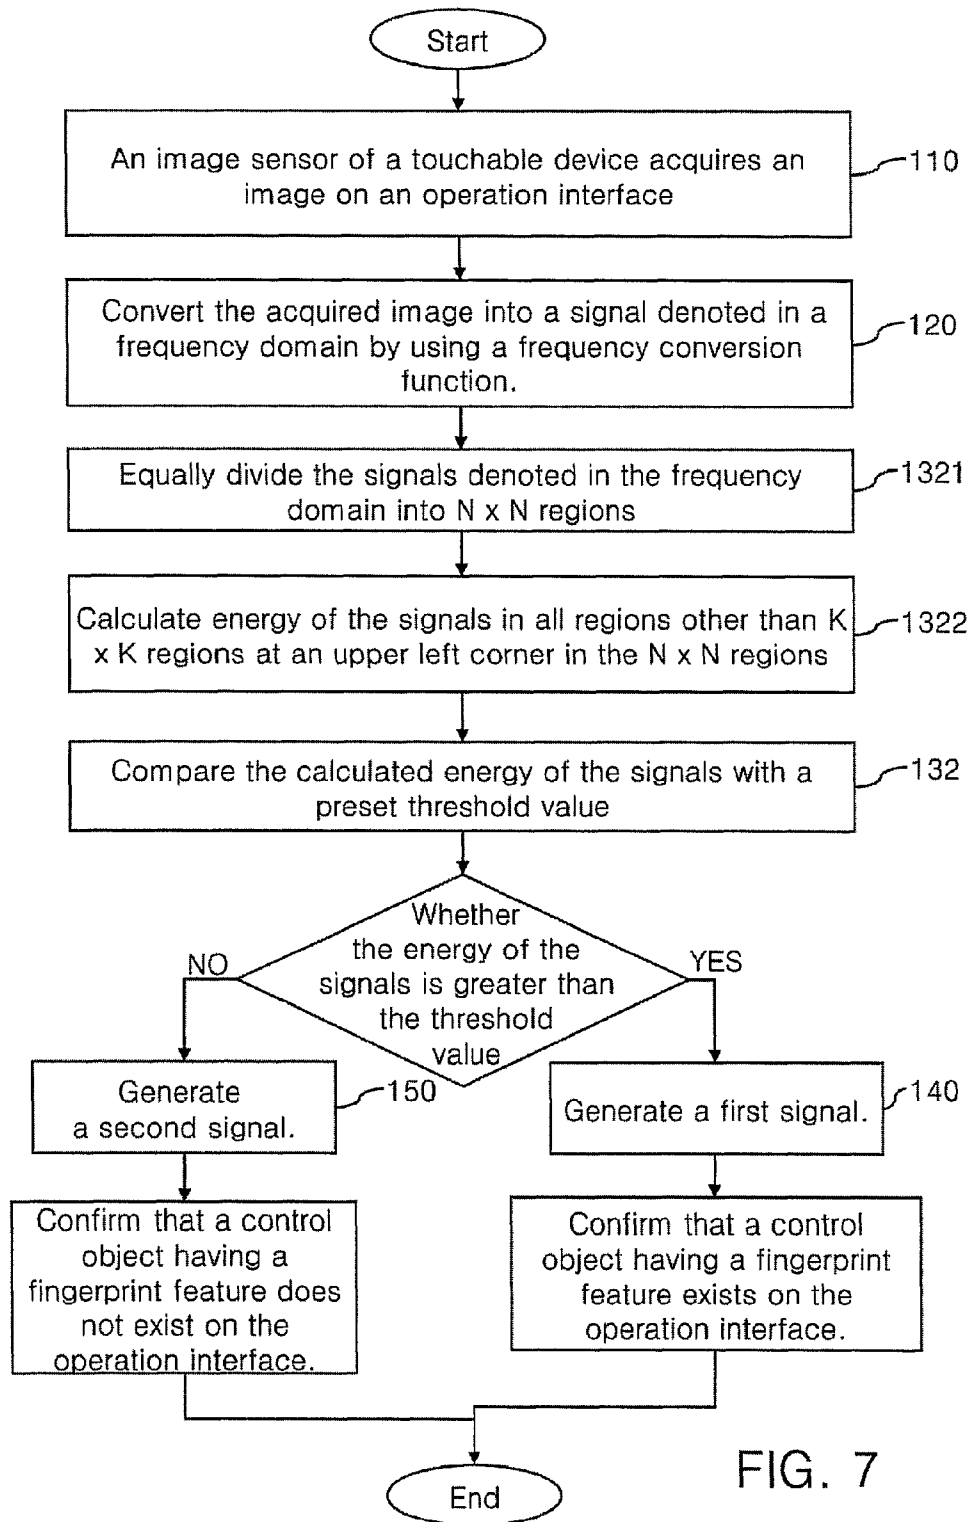 Start
An image sensor of a touchable device acquires an
image on an operation interface
110
Convert the acquired image into a signal denoted in a
frequency domain by using a frequency conversion
function.
120
Equally divide the signals denoted in the frequency
domain into N x N regions
1321
Calculate energy of the signals in all regions other than K
x K regions at an upper left corner in the N x N regions
1322
Compare the calculated energy of the signals with a
preset threshold value
132
Whether
the energy of the
signals is greater than
the threshold
value
NO
YES
Generate
a second signal.
150
Generate a first signal.
140
Confirm that a control
object having a
fingerprint feature does
not exist on the
operation interface.
Confirm that a control
object having a fingerprint
feature exists on the
operation interface.
End
FIG. 7